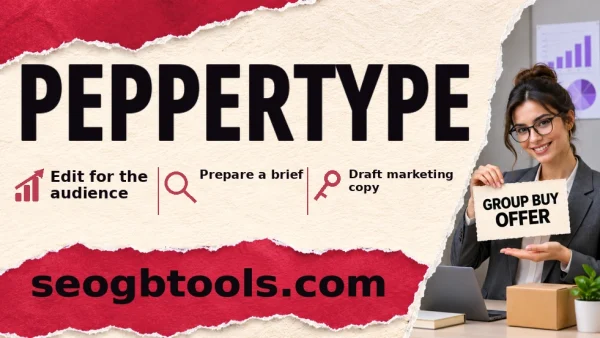 PEPPERTYPE
Edit for the
audience
Prepare a brief
Draft marketing
copy
GROUP BUY
OFFER
seogbtools.com